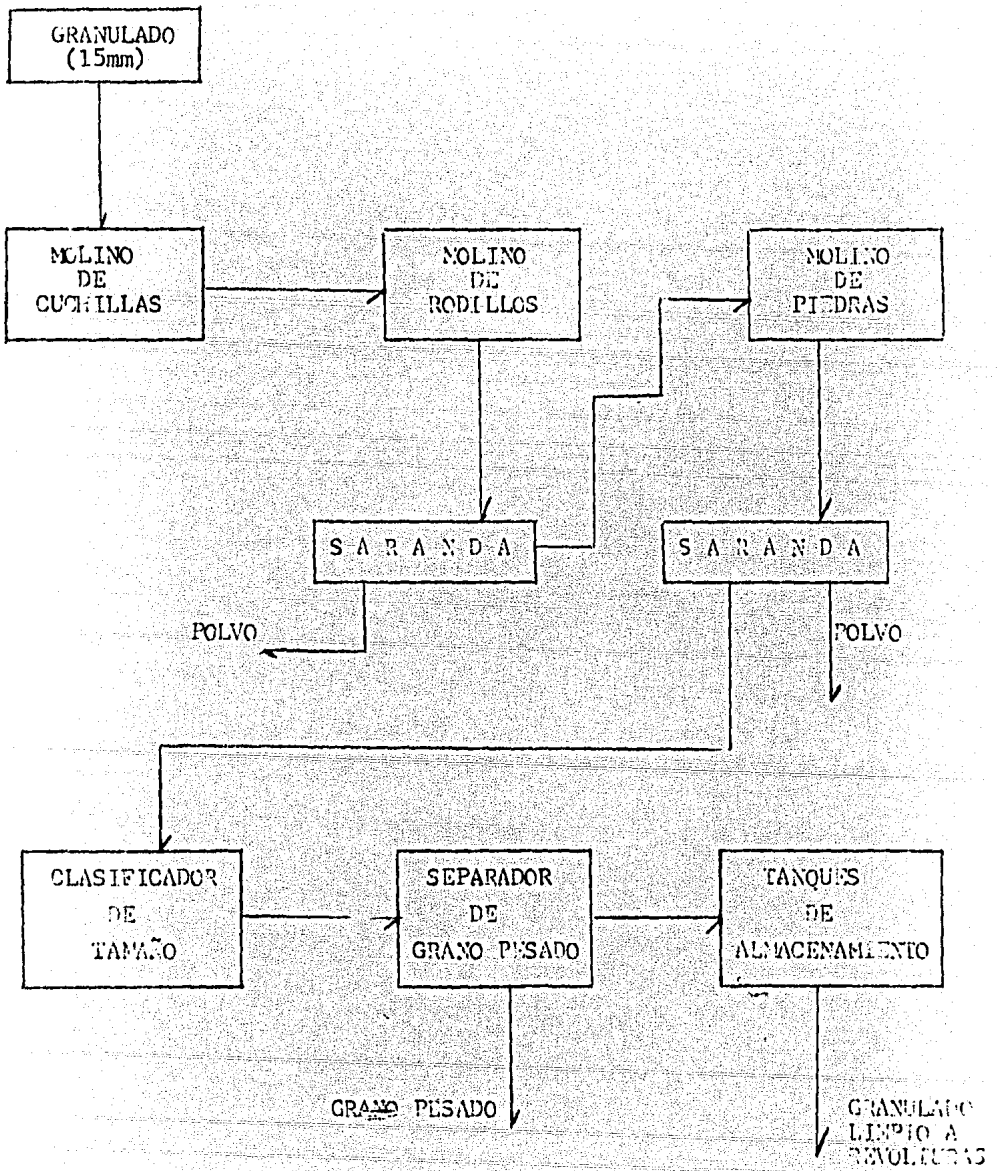 GRANULADO
(15mm)
MOLINO
DE
CUCHILLAS
MOLINO
DE
RODILLOS
MOLINO
DE
PIEDRAS
S A R A N D A
S A R A N D A
POLVO
POLVO
CLASIFICADOR
DE
TAMAÑO
SEPARADOR
DE
GRANO PESADO
TANQUES
DE
ALMACENAMIENTO
GRANO PESADO
GRANULADO
LIMPIO A
REVOLTURAS